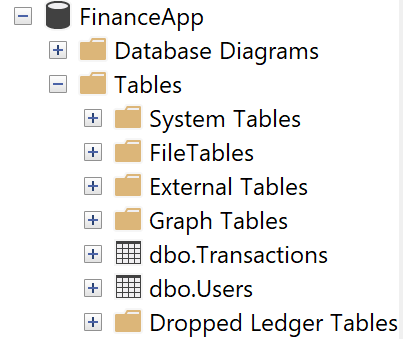 FinanceApp
Database Diagrams
Tables
System Tables
FileTables
External Tables
Graph Tables
dbo.Transactions
dbo.Users
Dropped Ledger Tables